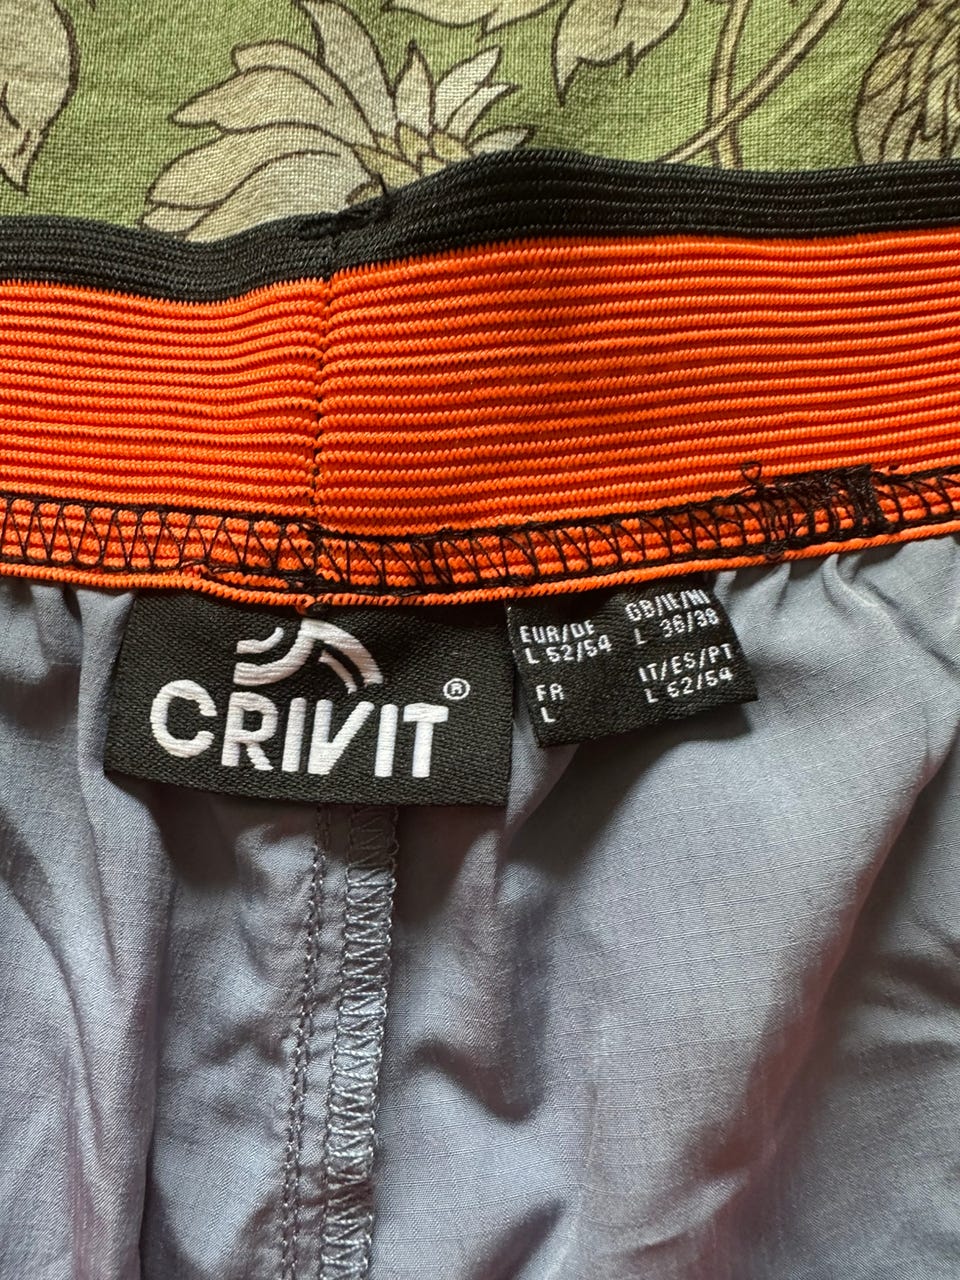 CRIVIT®
EUR/DE
L 52/54
GB/IE/NI
L 36/38
FR
L
IT/ES/PT
L 52/54